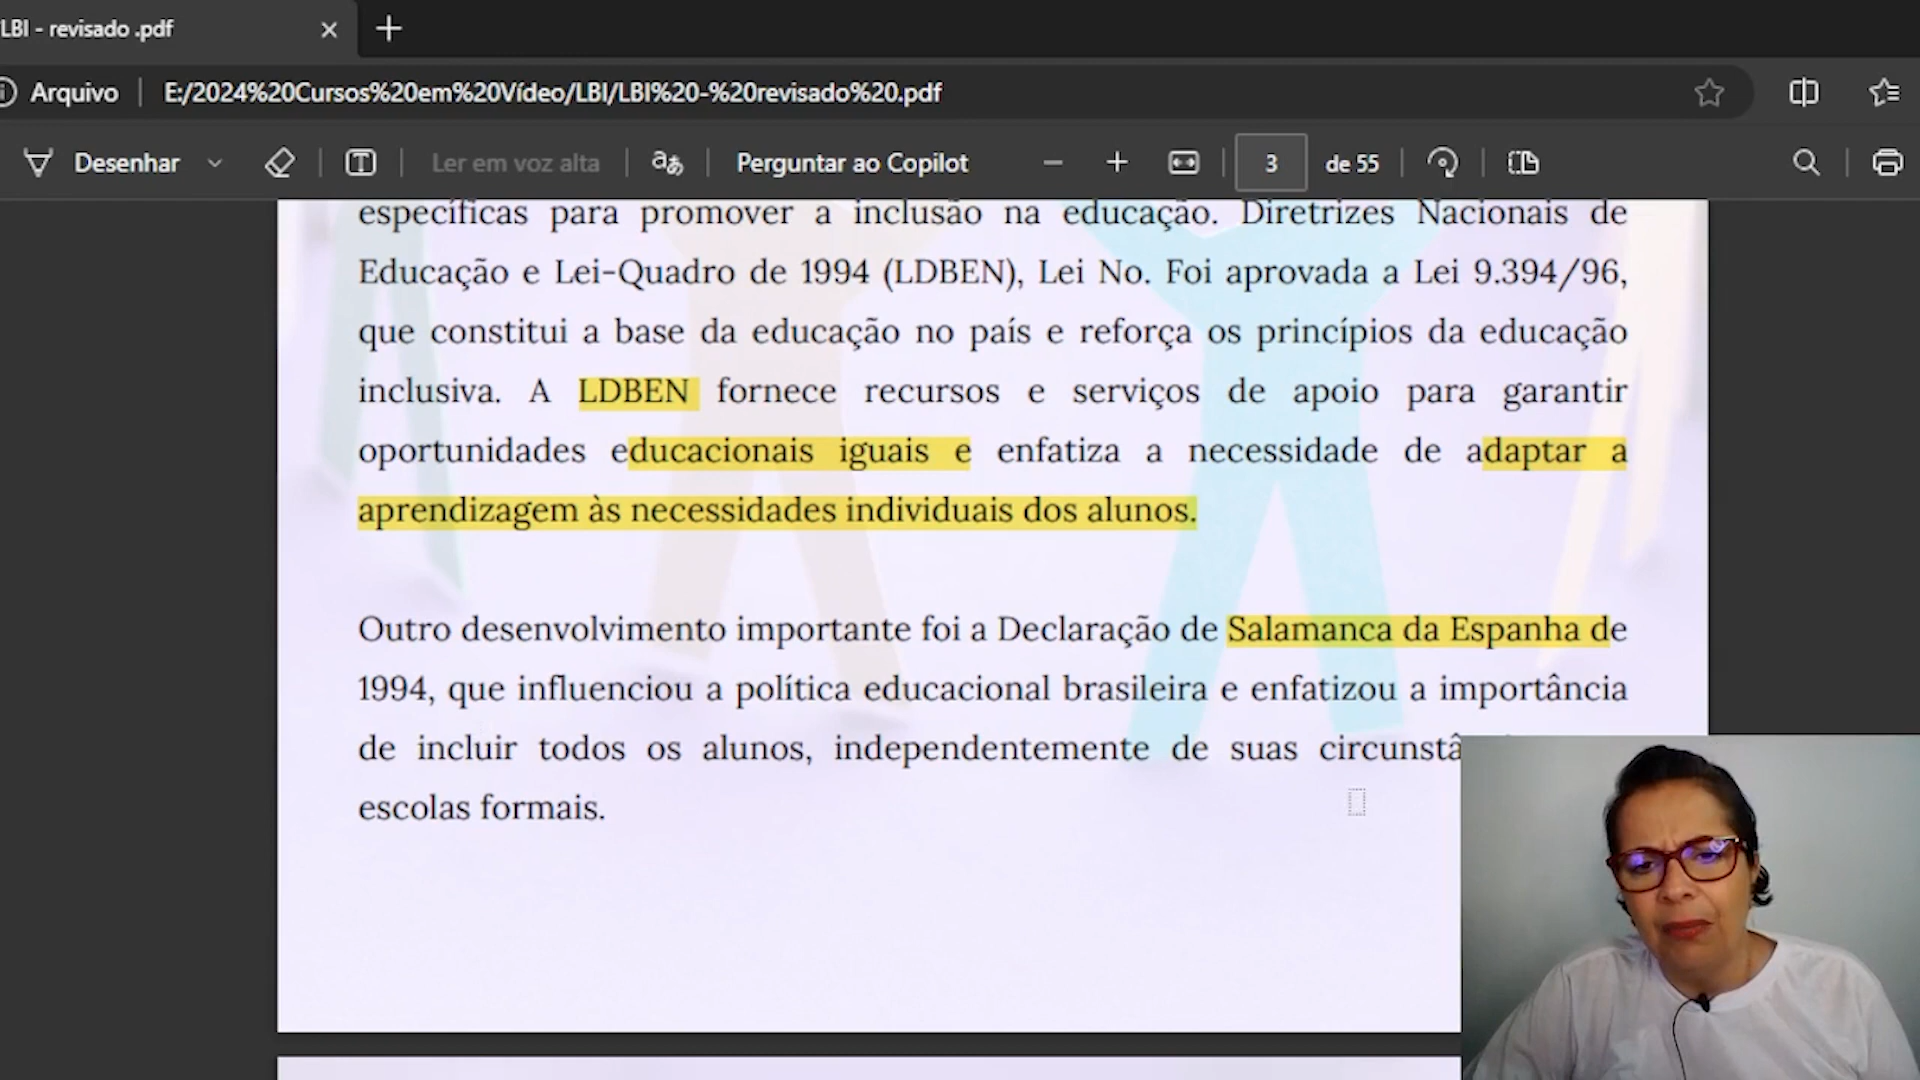 LBI - revisado .pdf
Arquivo E:/2024%20Cursos%20em%20Vídeo/LBI/LBI%20-%20revisado%20.pdf
Desenhar Ler em voz alta aあ Perguntar ao Copilot 3 de 55
específicas para promover a inclusão na educação. Diretrizes Nacionais de
Educação e Lei-Quadro de 1994 (LDBEN), Lei No. Foi aprovada a Lei 9.394/96,
que constitui a base da educação no país e reforça os princípios da educação
inclusiva. A LDBEN fornece recursos e serviços de apoio para garantir
oportunidades educacionais iguais e enfatiza a necessidade de adaptar a
aprendizagem às necessidades individuais dos alunos.
Outro desenvolvimento importante foi a Declaração de Salamanca da Espanha de
1994, que influenciou a política educacional brasileira e enfatizou a importância
de incluir todos os alunos, independentemente de suas
escolas formais.